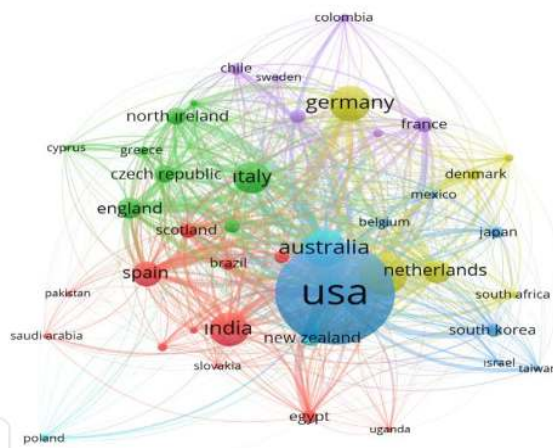 colombia
chile
sweden
germany
north ireland
france
cyprus
greece
czech republic
italy
denmark
mexico
england
scotland
belgium
japan
australia
spain
brazil
netherlands
pakistan
usa
south africa
saudi arabia
india
new zealand
south korea
slovakia
israel
taiwan
egypt
uganda
poland